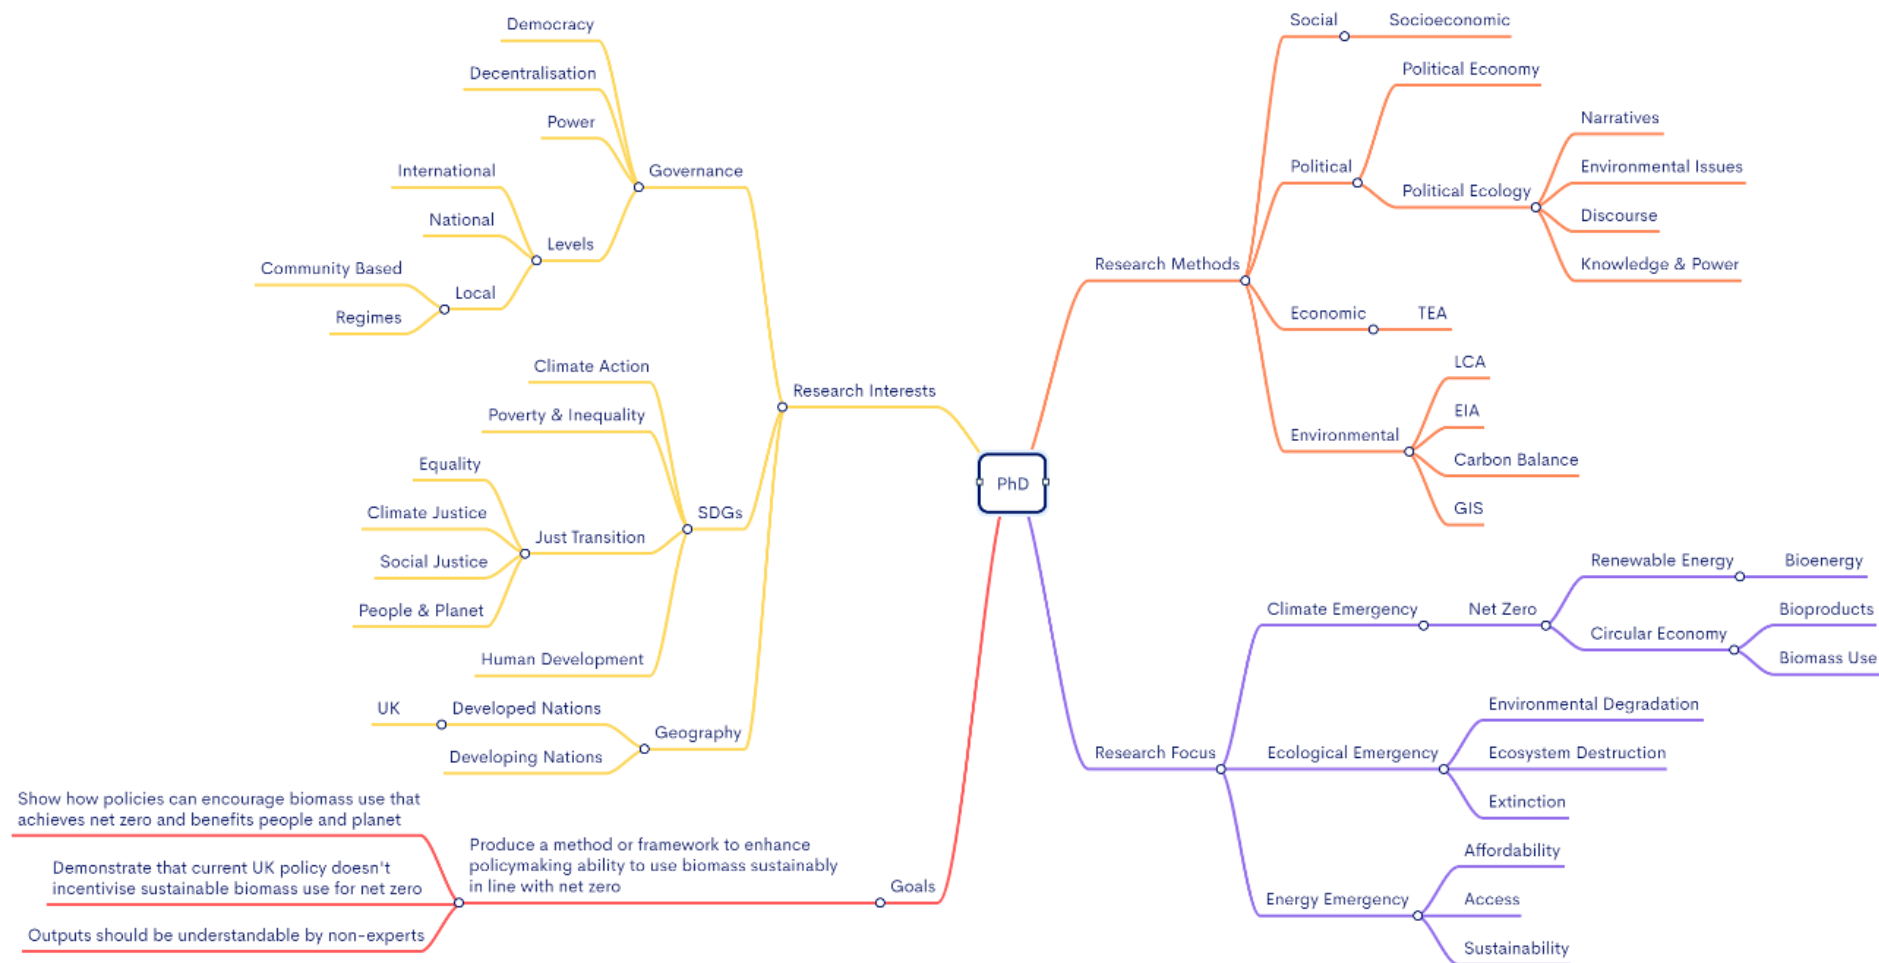 PhD
Research Interests
Governance
Democracy
Decentralisation
Power
Levels
International
National
Local
Community Based
Regimes
SDGs
Climate Action
Poverty & Inequality
Just Transition
Equality
Climate Justice
Social Justice
People & Planet
Human Development
Geography
Developed Nations
UK
Developing Nations
Goals
Produce a method or framework to enhance
policymaking ability to use biomass sustainably
in line with net zero
Show how policies can encourage biomass use that
achieves net zero and benefits people and planet
Demonstrate that current UK policy doesn't
incentivise sustainable biomass use for net zero
Outputs should be understandable by non-experts
Research Methods
Social
Socioeconomic
Political
Political Economy
Political Ecology
Narratives
Environmental Issues
Discourse
Knowledge & Power
Economic
TEA
Environmental
LCA
EIA
Carbon Balance
GIS
Research Focus
Climate Emergency
Net Zero
Renewable Energy
Bioenergy
Circular Economy
Bioproducts
Biomass Use
Ecological Emergency
Environmental Degradation
Ecosystem Destruction
Extinction
Energy Emergency
Affordability
Access
Sustainability